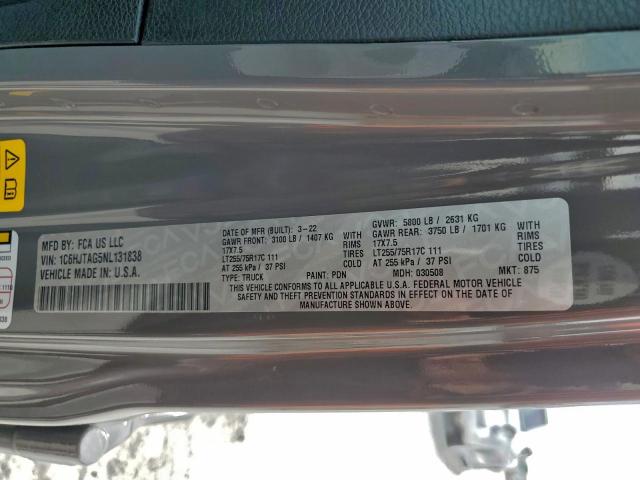 MFD BY: FCA US LLC
VIN: 1C6HJTAG5NL131838
VEHICLE MADE IN U.S.A.
DATE OF MFR (BUILT): 3-22
GAWR FRONT: 3100 LB / 1407 KG WITH
17X7.5 RIMS
LT255/75R17C 111 TIRES
AT 255 kPa / 37 PSI COLD
GVWR: 5800 LB / 2631 KG
GAWR REAR: 3750 LB / 1701 KG WITH
17X7.5 RIMS
LT255/75R17C 111 TIRES
AT 255 kPa / 37 PSI COLD
TYPE: TRUCK PAINT: PDN MDH: 030508 MKT: 875
THIS VEHICLE CONFORMS TO ALL APPLICABLE U.S.A. FEDERAL MOTOR VEHICLE
SAFETY STANDARDS IN EFFECT ON THE DATE OF
MANUFACTURE SHOWN ABOVE.